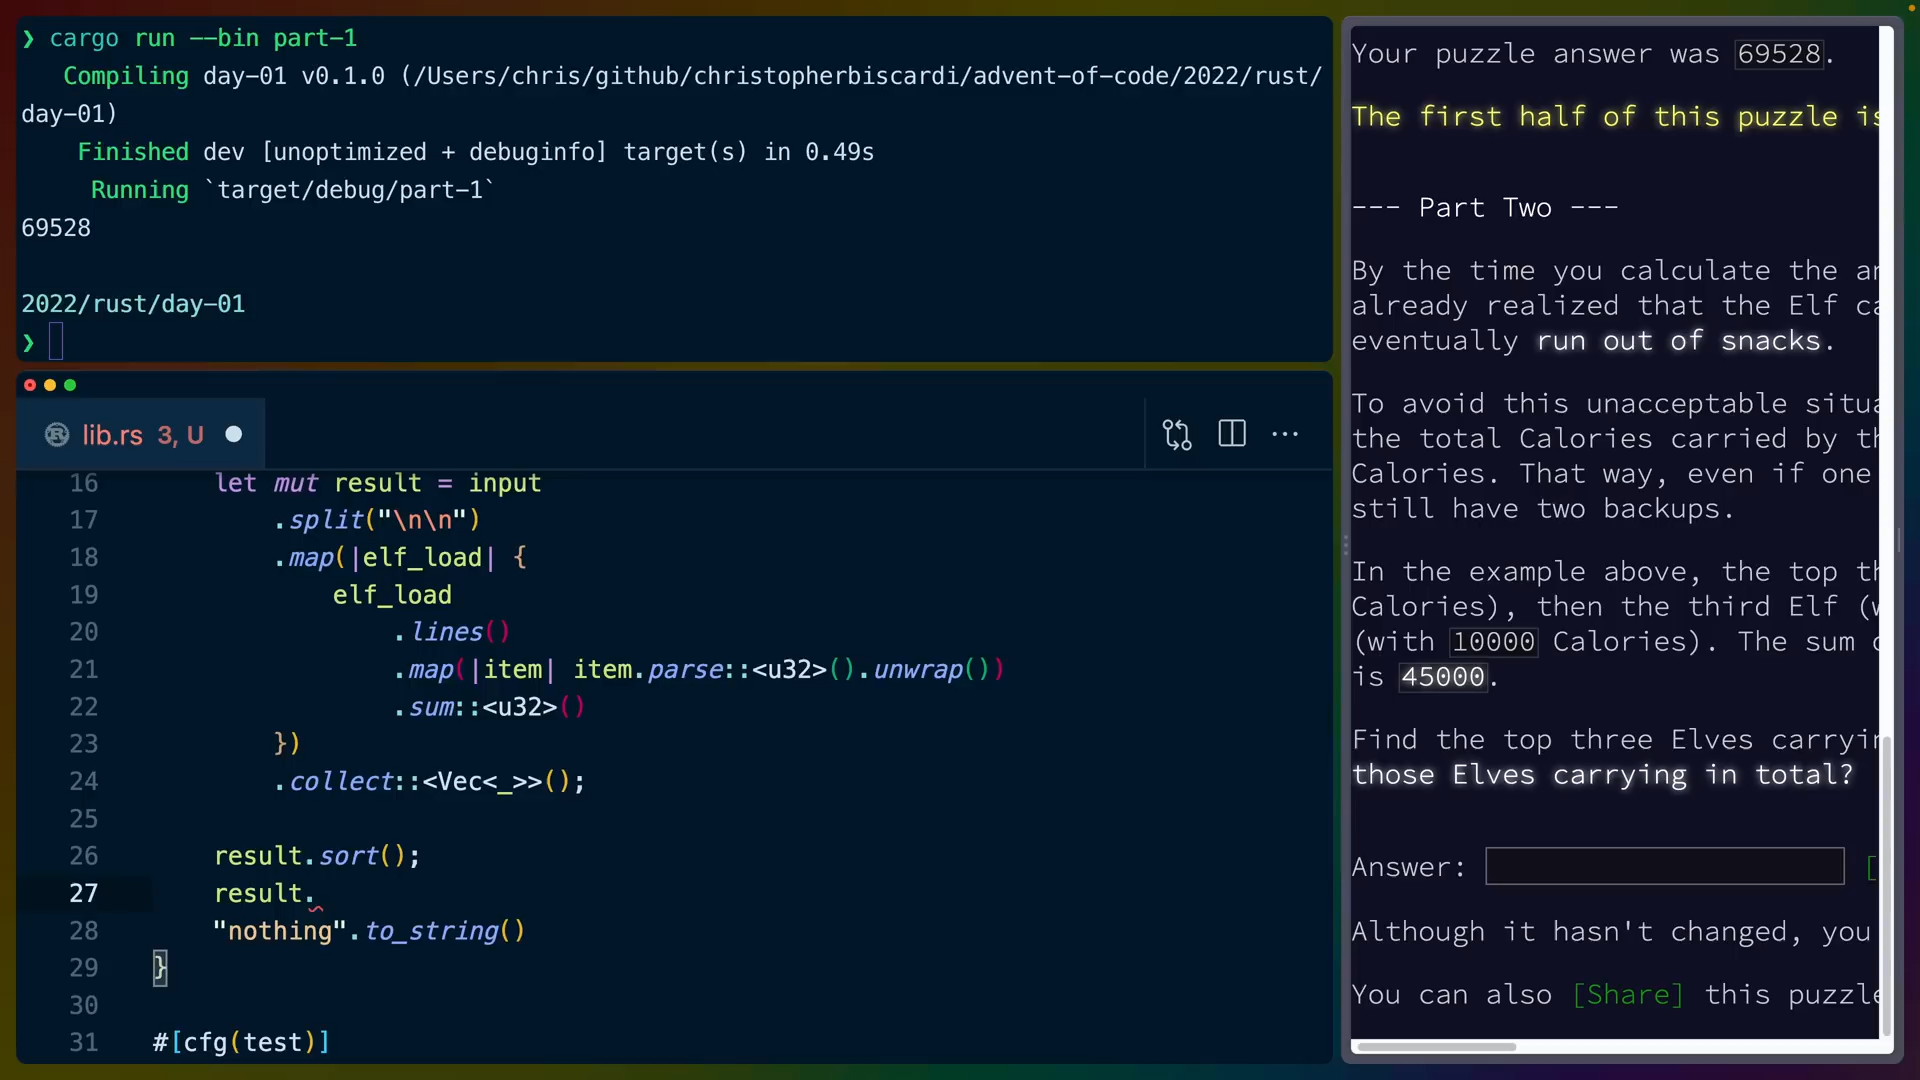 ❯ cargo run --bin part-1
Compiling day-01 v0.1.0 (/Users/chris/github/christopherbiscardi/advent-of-code/2022/rust/
day-01)
Finished dev [unoptimized + debuginfo] target(s) in 0.49s
Running `target/debug/part-1`
69528
2022/rust/day-01
❯
lib.rs 3, U
16 let mut result = input
17 .split("\n\n")
18 .map(|elf_load| {
19 elf_load
20 .lines()
21 .map(|item| item.parse::<u32>().unwrap())
22 .sum::<u32>()
23 })
24 .collect::<Vec<_>>();
25
26 result.sort();
27 result.
28 "nothing".to_string()
29 }
30
31 #[cfg(test)]
Your puzzle answer was 69528.
The first half of this puzzle is
--- Part Two ---
By the time you calculate the
already realized that the Elf
eventually run out of snacks.
To avoid this unacceptable
the total Calories carried by
Calories. That way, even if one
still have two backups.
In the example above, the top
Calories), then the third Elf
(with 10000 Calories). The sum
is 45000.
Find the top three Elves
those Elves carrying in total?
Answer: [
Although it hasn't changed, you
You can also [Share] this puzzle